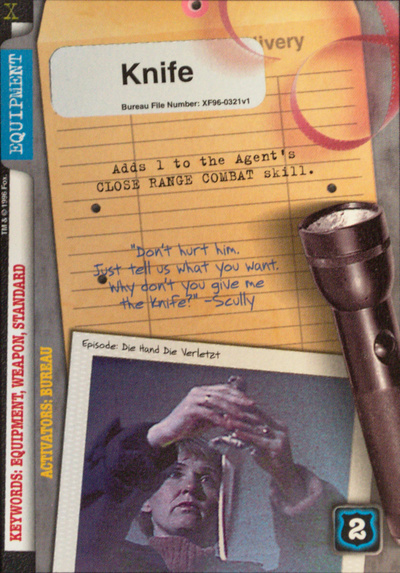 X
EQUIPMENT
TM & © 1996 Fox.
KEYWORDS: EQUIPMENT, WEAPON, STANDARD
ACTIVATORS: BUREAU
ivery
Knife
Bureau File Number: XF96-0321v1
Adds 1 to the Agent's
CLOSE RANGE COMBAT skill.
"Don't hurt him.
Just tell us what you want.
Why don't you give me
the knife?" -Scully
Episode: Die Hand Die Verletzt
2